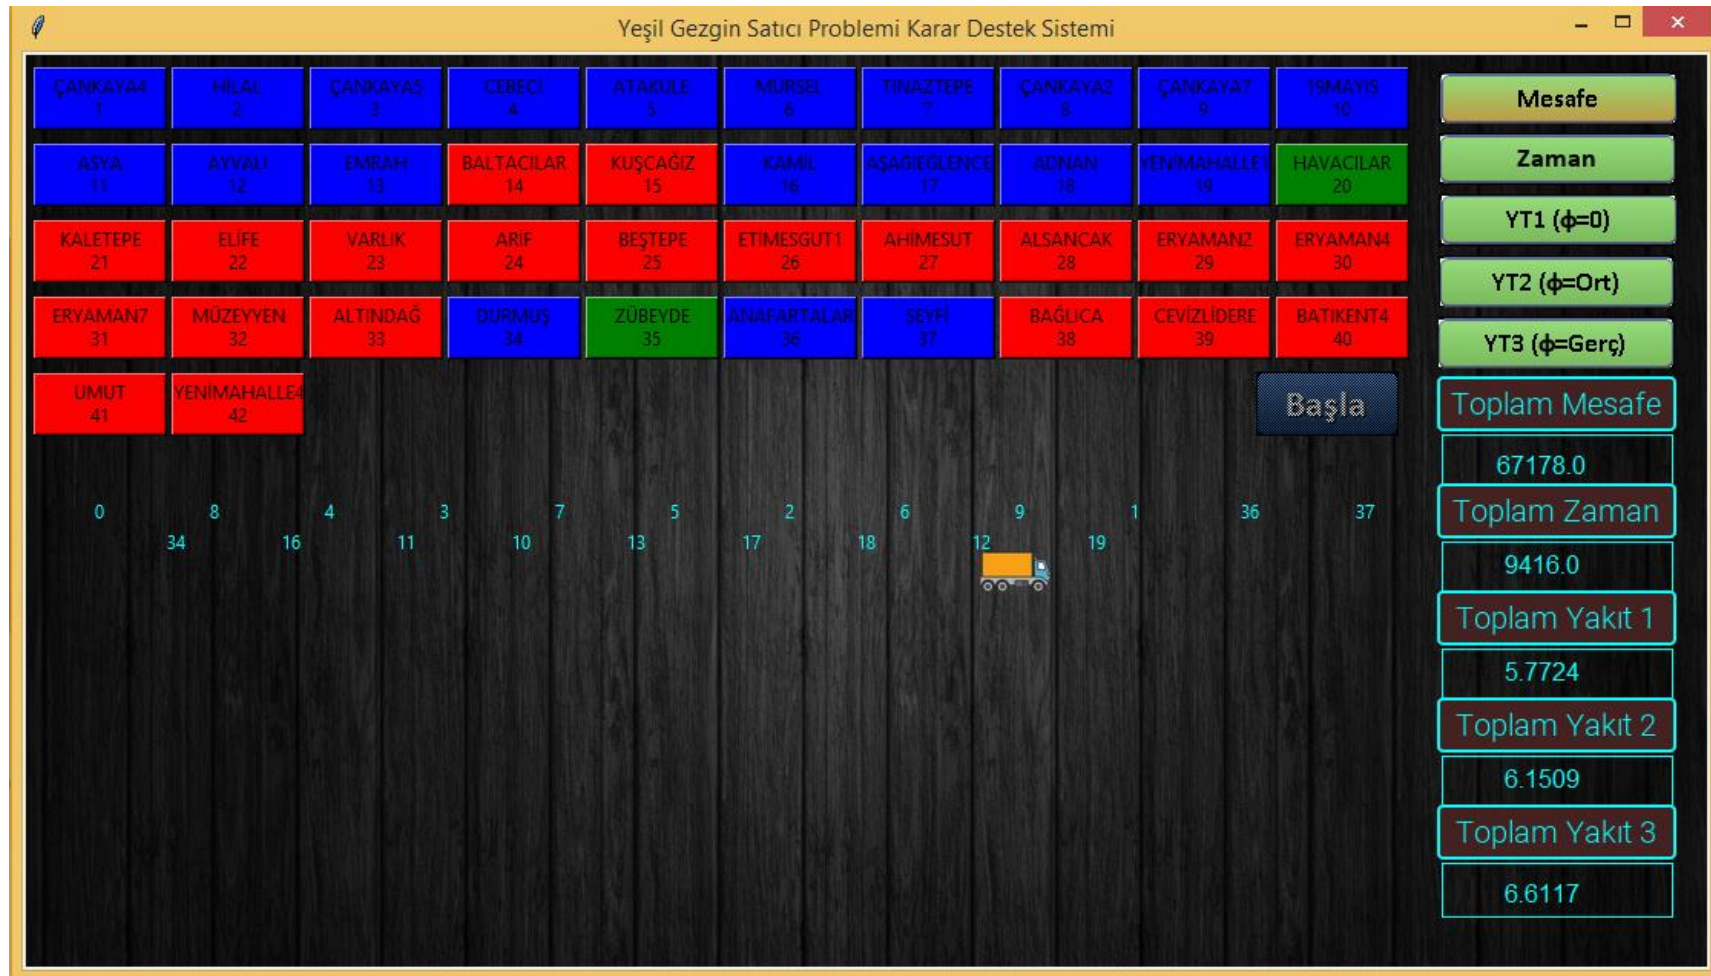 Yeşil Gezgin Satıcı Problemi Karar Destek Sistemi
ÇANKAYA4 HİLAL ÇANKAYA5 CEBECİ ATAKULE MÜRSEL TINAZTEPE ÇANKAYA2 ÇANKAYA7 19MAYIS
1 2 3 4 5 6 7 8 9 10
ASYA AYVALI EMRAH BALTACILAR KUŞCAĞIZ KAMİL AŞAĞIEĞLENCE ADNAN YENİMAHALLE1 HAVACILAR
11 12 13 14 15 16 17 18 19 20
KALETEPE ELİFE VARLIK ARİF BEŞTEPE ETİMESGUT1 AHİMESUT ALSANCAK ERYAMAN2 ERYAMAN4
21 22 23 24 25 26 27 28 29 30
ERYAMAN7 MÜZEYYEN ALTINDAĞ DURMUŞ ZÜBEYDE ANAFARTALAR SEYFİ BAĞLICA CEVİZLİDERE BATIKENT4
31 32 33 34 35 36 37 38 39 40
UMUT YENİMAHALLE4
41 42
Başla
0 8 4 3 7 5 2 6 9 1 36 37
34 16 11 10 13 17 18 12 19
Mesafe
Zaman
YT1 (ϕ=0)
YT2 (ϕ=Ort)
YT3 (ϕ=Gerç)
Toplam Mesafe
67178.0
Toplam Zaman
9416.0
Toplam Yakıt 1
5.7724
Toplam Yakıt 2
6.1509
Toplam Yakıt 3
6.6117